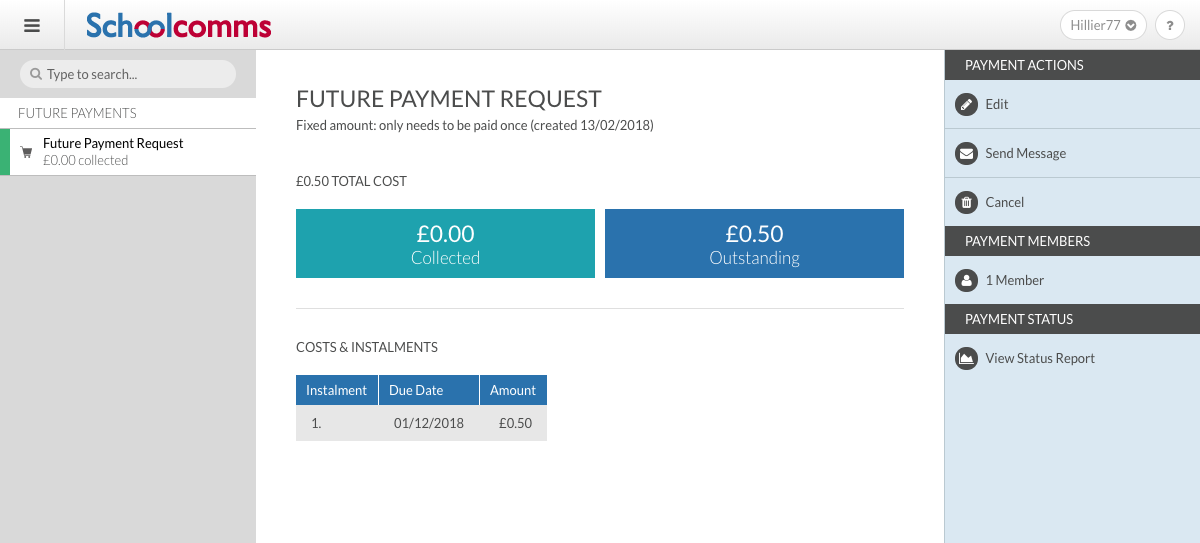 Schoolcomms
Hillier77
?
Type to search...
FUTURE PAYMENTS
Future Payment Request
£0.00 collected
FUTURE PAYMENT REQUEST
Fixed amount: only needs to be paid once (created 13/02/2018)
£0.50 TOTAL COST
£0.00
Collected
£0.50
Outstanding
COSTS & INSTALMENTS
Instalment Due Date Amount
1. 01/12/2018 £0.50
PAYMENT ACTIONS
Edit
Send Message
Cancel
PAYMENT MEMBERS
1 Member
PAYMENT STATUS
View Status Report